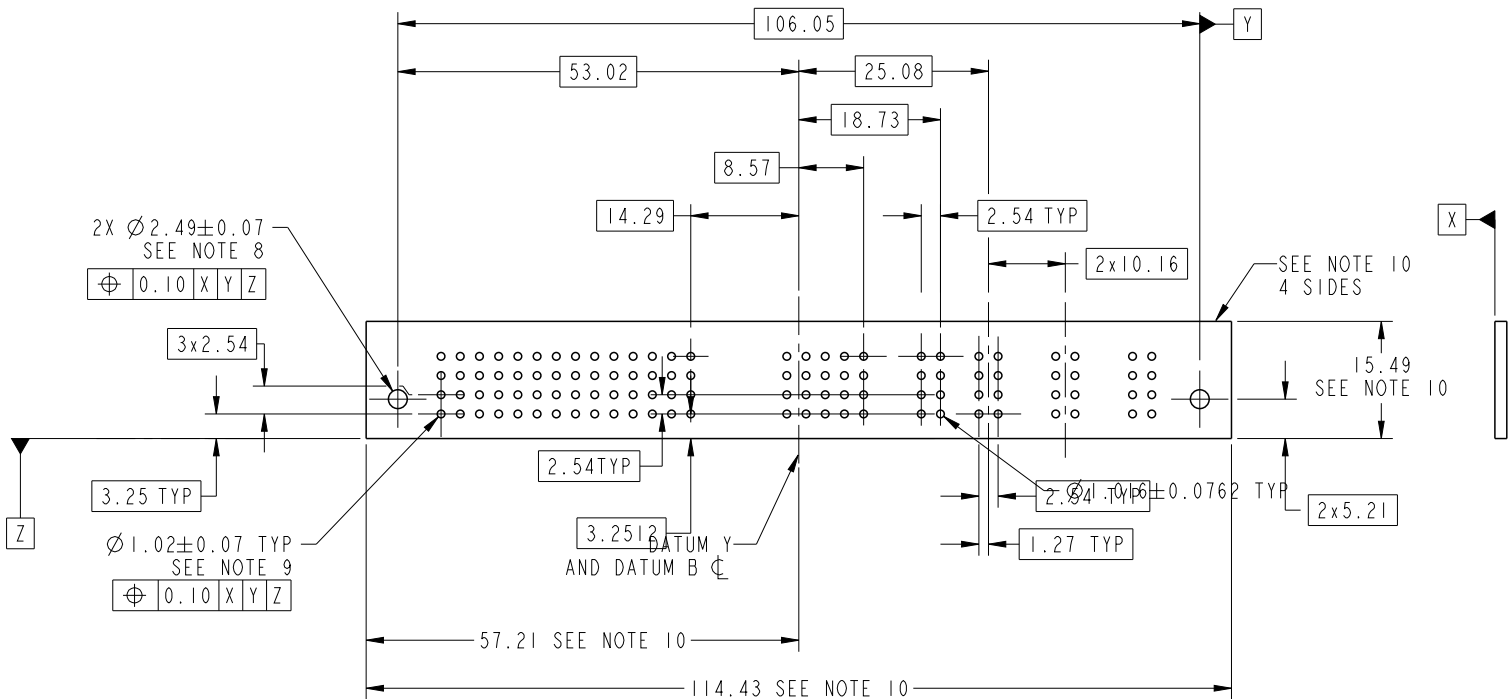 106.05
Y
53.02
25.08
18.73
8.57
14.29
2.54 TYP
X
2X Ø2.49±0.07
SEE NOTE 8
⌖ 0.10 X Y Z
2x10.16
SEE NOTE 10
4 SIDES
3x2.54
15.49
SEE NOTE 10
2.54TYP
3.25 TYP
2.54 TYP
Ø1.016±0.0762 TYP
2x5.21
Z
3.2512
Ø1.02±0.07 TYP
SEE NOTE 9
⌖ 0.10 X Y Z
DATUM Y
AND DATUM B ℄
1.27 TYP
57.21 SEE NOTE 10
114.43 SEE NOTE 10